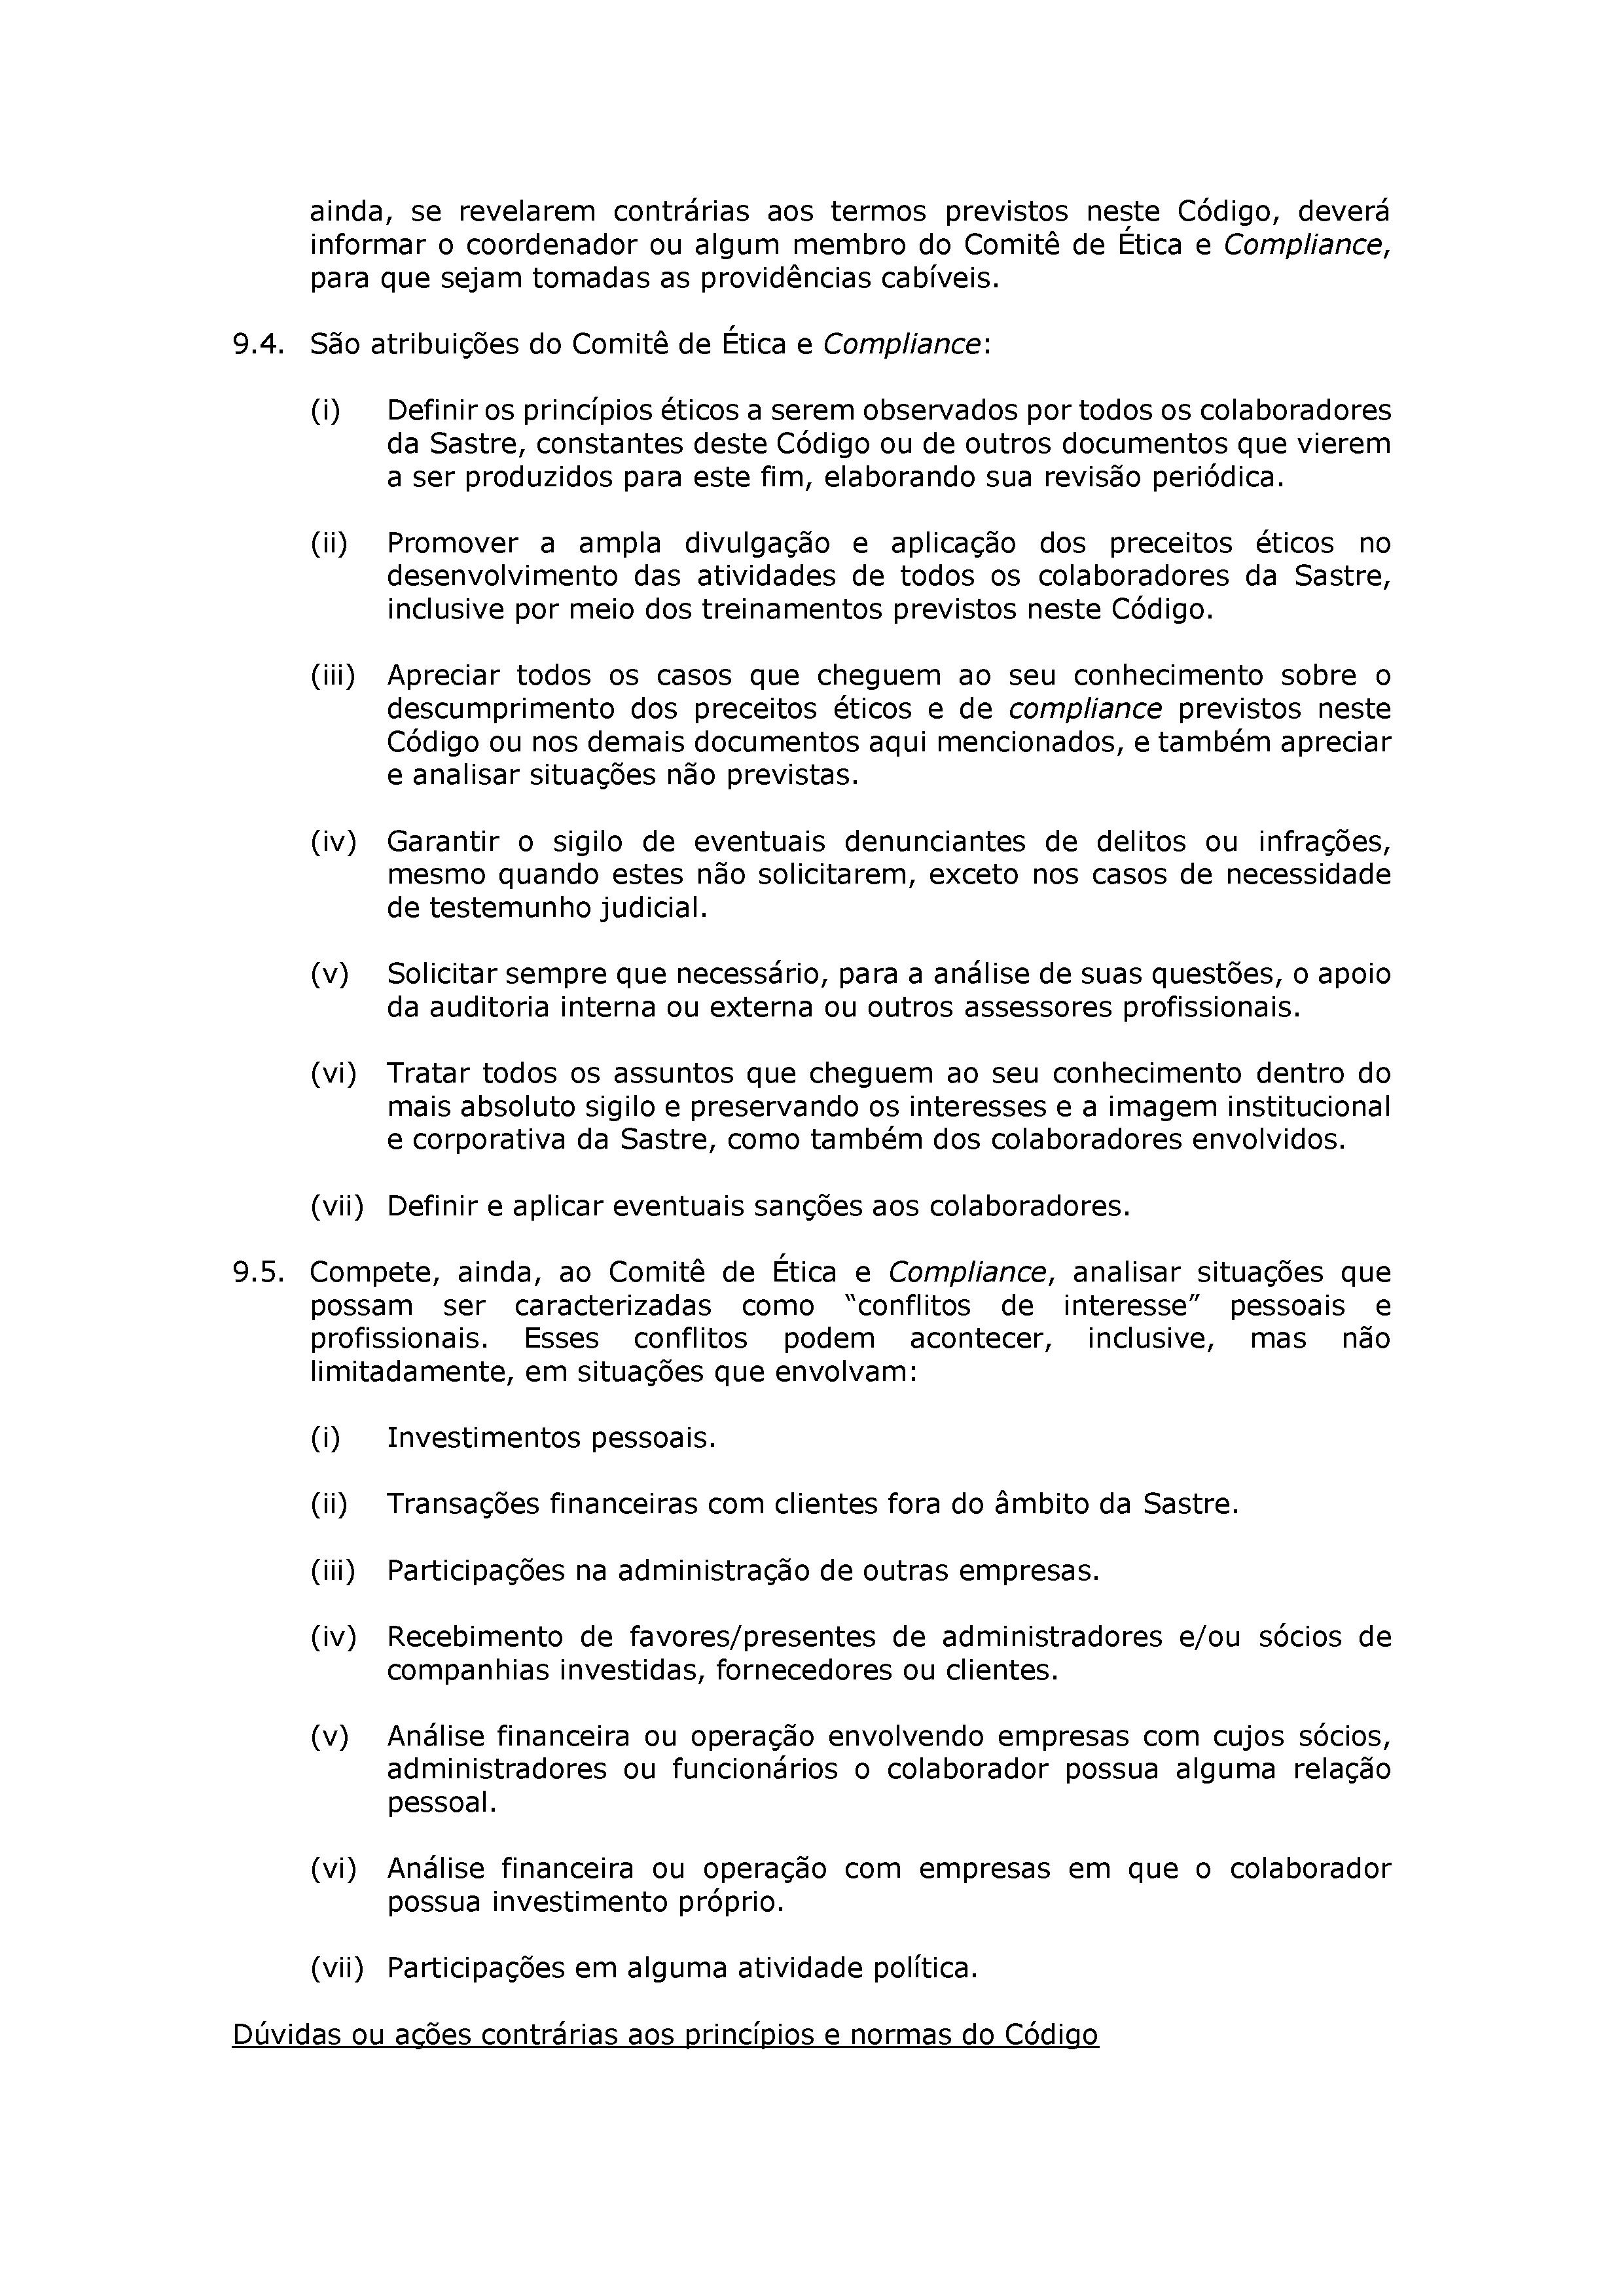 ainda, se revelarem contrárias aos termos previstos neste Código, deverá
informar o coordenador ou algum membro do Comitê de Ética e Compliance,
para que sejam tomadas as providências cabíveis.
9.4. São atribuições do Comitê de Ética e Compliance:
(i) Definir os princípios éticos a serem observados por todos os colaboradores
da Sastre, constantes deste Código ou de outros documentos que vierem
a ser produzidos para este fim, elaborando sua revisão periódica.
(ii) Promover a ampla divulgação e aplicação dos preceitos éticos no
desenvolvimento das atividades de todos os colaboradores da Sastre,
inclusive por meio dos treinamentos previstos neste Código.
(iii) Apreciar todos os casos que cheguem ao seu conhecimento sobre o
descumprimento dos preceitos éticos e de compliance previstos neste
Código ou nos demais documentos aqui mencionados, e também apreciar
e analisar situações não previstas.
(iv) Garantir o sigilo de eventuais denunciantes de delitos ou infrações,
mesmo quando estes não solicitarem, exceto nos casos de necessidade
de testemunho judicial.
(v) Solicitar sempre que necessário, para a análise de suas questões, o apoio
da auditoria interna ou externa ou outros assessores profissionais.
(vi) Tratar todos os assuntos que cheguem ao seu conhecimento dentro do
mais absoluto sigilo e preservando os interesses e a imagem institucional
e corporativa da Sastre, como também dos colaboradores envolvidos.
(vii) Definir e aplicar eventuais sanções aos colaboradores.
9.5. Compete, ainda, ao Comitê de Ética e Compliance, analisar situações que
possam ser caracterizadas como “conflitos de interesse” pessoais e
profissionais. Esses conflitos podem acontecer, inclusive, mas não
limitadamente, em situações que envolvam:
(i) Investimentos pessoais.
(ii) Transações financeiras com clientes fora do âmbito da Sastre.
(iii) Participações na administração de outras empresas.
(iv) Recebimento de favores/presentes de administradores e/ou sócios de
companhias investidas, fornecedores ou clientes.
(v) Análise financeira ou operação envolvendo empresas com cujos sócios,
administradores ou funcionários o colaborador possua alguma relação
pessoal.
(vi) Análise financeira ou operação com empresas em que o colaborador
possua investimento próprio.
(vii) Participações em alguma atividade política.
Dúvidas ou ações contrárias aos princípios e normas do Código